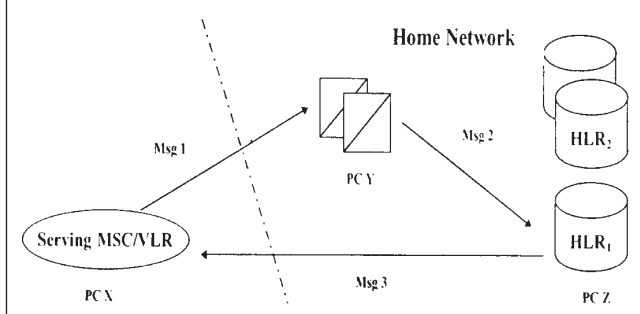 Home Network
Msg 1
Msg 2
HLR₂
PC Y
Serving MSC/VLR
HLR₁
Msg 3
PC X
PC Z